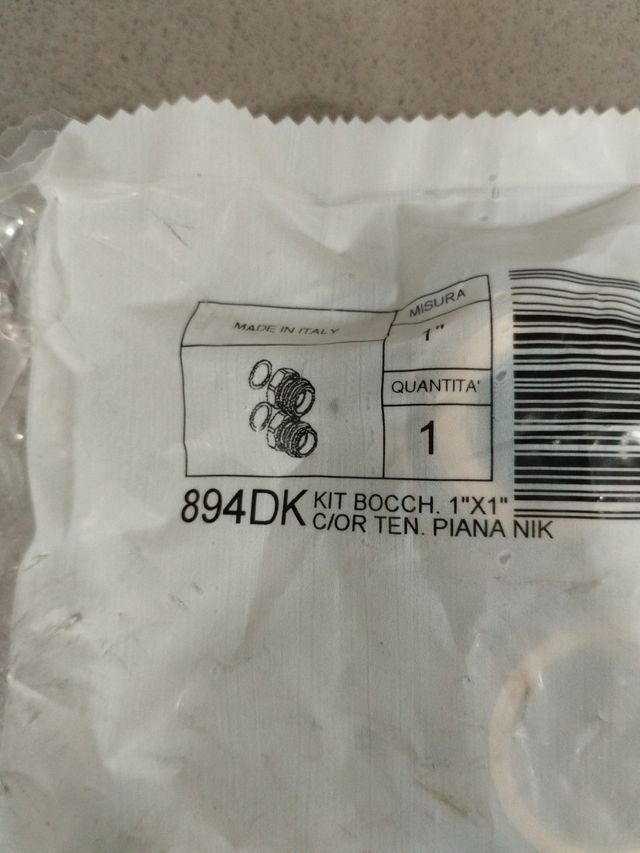 MADE IN ITALY
MISURA
1"
QUANTITA'
1
894DK KIT BOCCH. 1"X1"
C/OR TEN. PIANA NIK